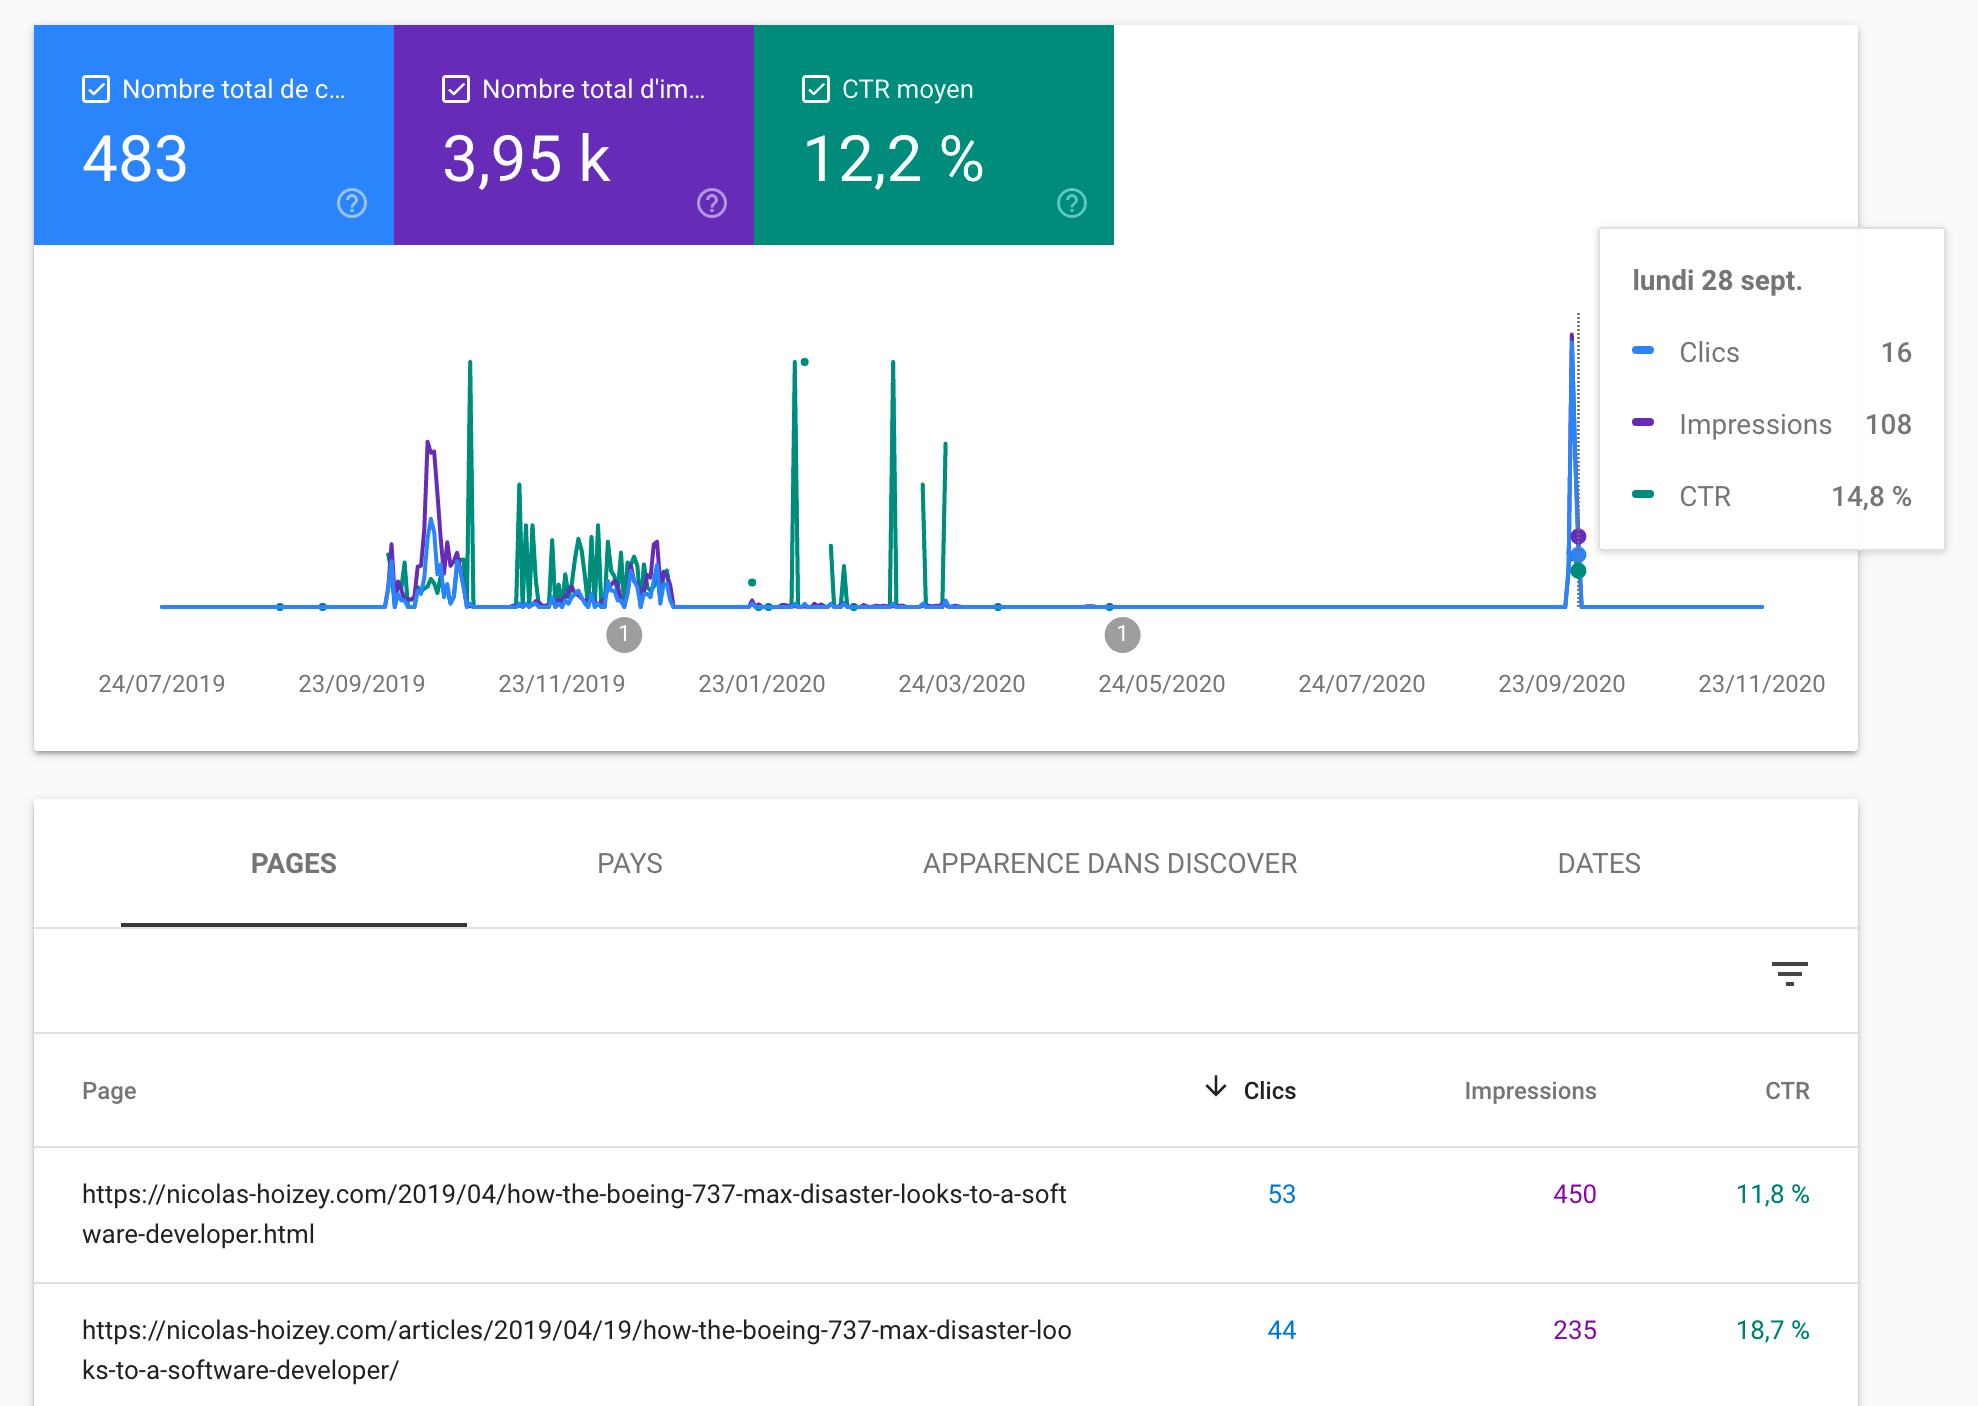 Nombre total de c...
Nombre total d'im...
CTR moyen
483
3,95 k
12,2 %
lundi 28 sept.
Clics 16
Impressions 108
CTR 14,8 %
1
1
24/07/2019
23/09/2019
23/11/2019
23/01/2020
24/03/2020
24/05/2020
24/07/2020
23/09/2020
23/11/2020
PAGES
PAYS
APPARENCE DANS DISCOVER
DATES
Page
Clics
Impressions
CTR
https://nicolas-hoizey.com/2019/04/how-the-boeing-737-max-disaster-looks-to-a-soft
ware-developer.html
53
450
11,8 %
https://nicolas-hoizey.com/articles/2019/04/19/how-the-boeing-737-max-disaster-loo
ks-to-a-software-developer/
44
235
18,7 %